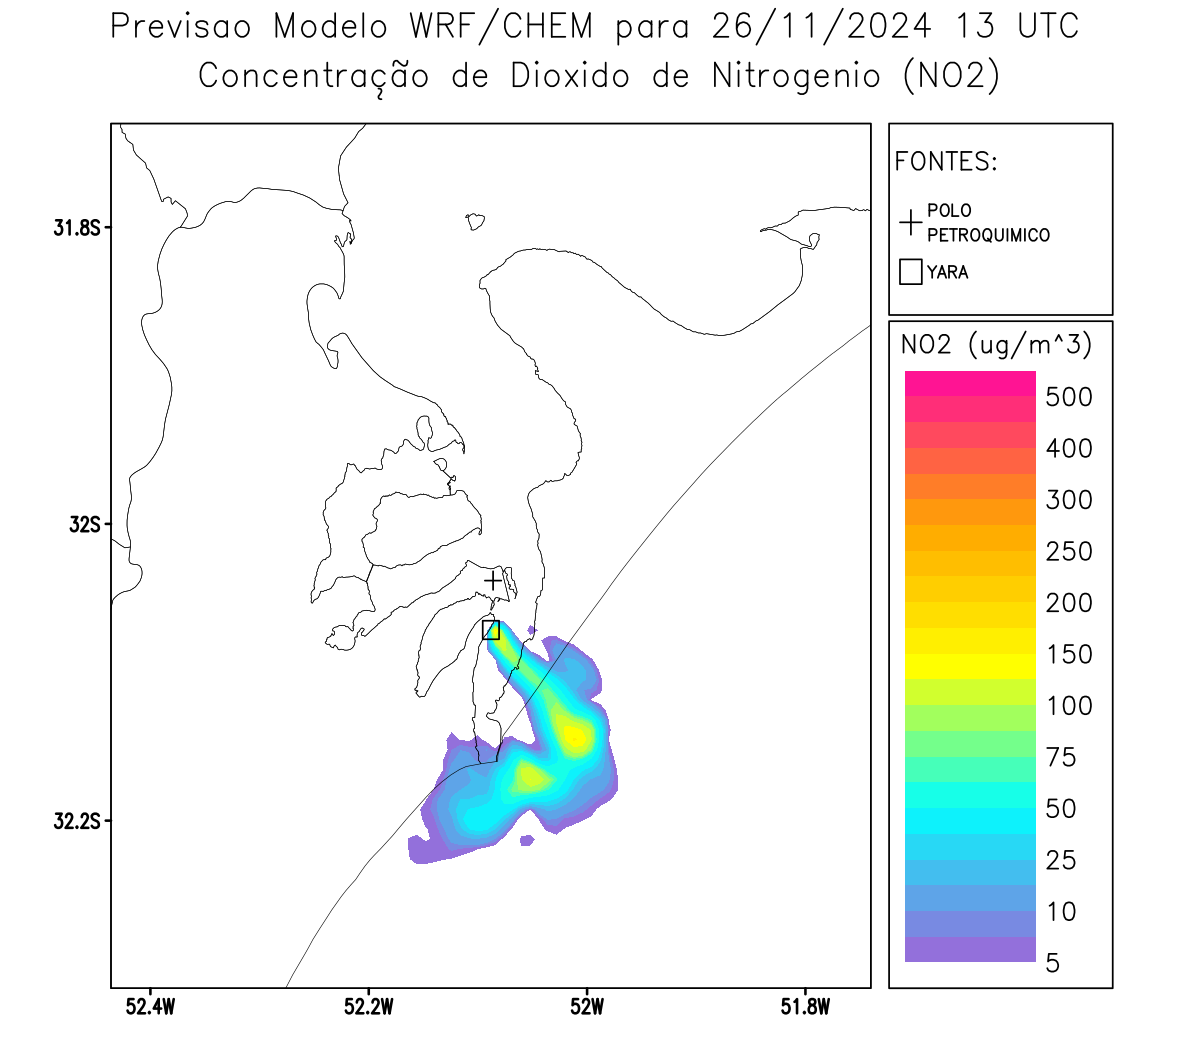 Previsao Modelo WRF/CHEM para 26/11/2024 13 UTC
Concentração de Dioxido de Nitrogenio (NO2)
FONTES:
POLO
PETROQUIMICO
YARA
NO2 (ug/m^3)
500
400
300
250
200
150
100
75
50
25
10
5
31.8S
32S
32.2S
52.4W
52.2W
52W
51.8W